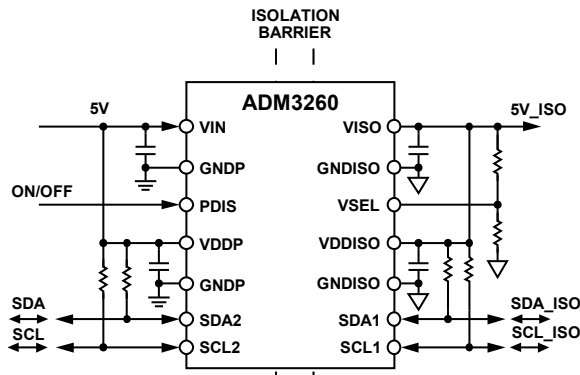 ISOLATION
BARRIER
ADM3260
5V
5V_ISO
VIN
VISO
GNDP
GNDISO
ON/OFF
PDIS
VSEL
VDDP
VDDISO
GNDP
GNDISO
SDA
SDA2
SDA1
SDA_ISO
SCL
SCL2
SCL1
SCL_ISO